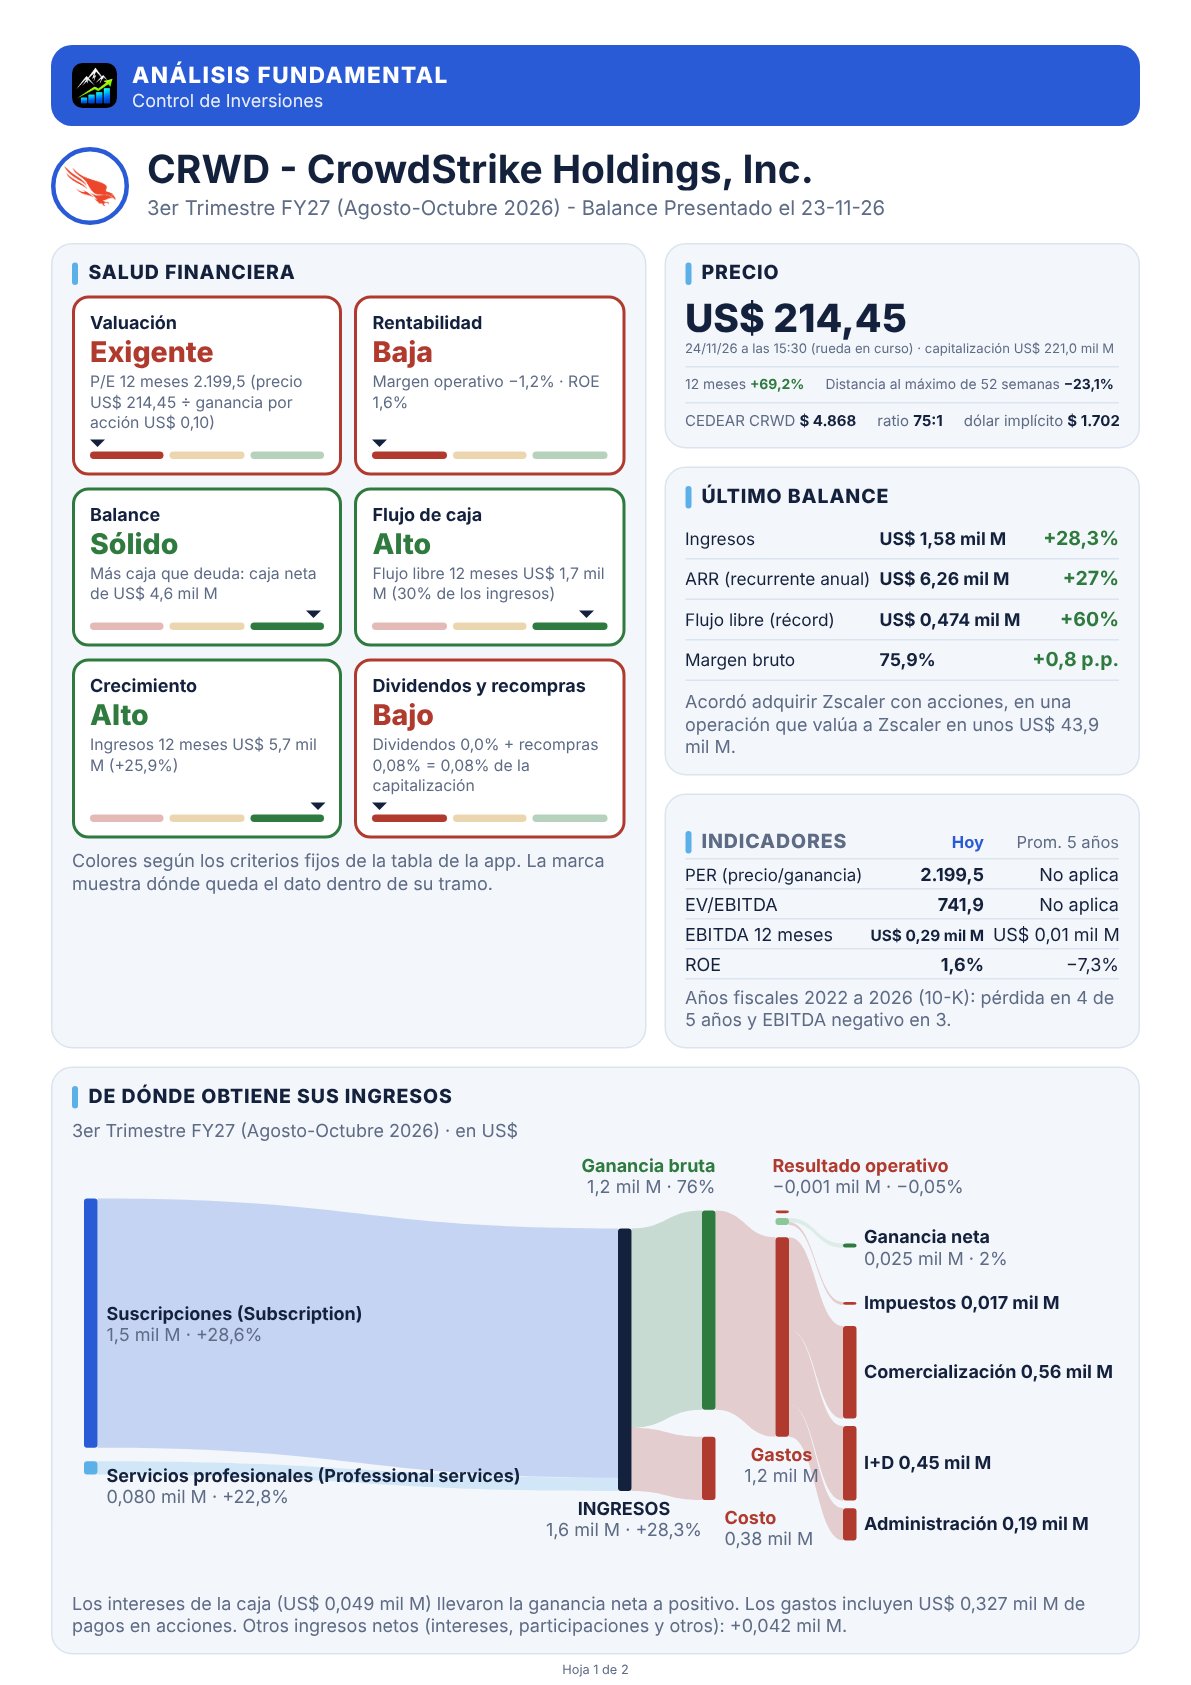 ANÁLISIS FUNDAMENTAL
Control de Inversiones
CRWD - CrowdStrike Holdings, Inc.
3er Trimestre FY27 (Agosto-Octubre 2026) - Balance Presentado el 23-11-26
SALUD FINANCIERA
Valuación
Exigente
P/E 12 meses 2.199,5 (precio
US$ 214,45 ÷ ganancia por
acción US$ 0,10)
Rentabilidad
Baja
Margen operativo −1,2% · ROE
1,6%
Balance
Sólido
Más caja que deuda: caja neta
de US$ 4,6 mil M
Flujo de caja
Alto
Flujo libre 12 meses US$ 1,7 mil
M (30% de los ingresos)
Crecimiento
Alto
Ingresos 12 meses US$ 5,7 mil
M (+25,9%)
Dividendos y recompras
Bajo
Dividendos 0,0% + recompras
0,08% = 0,08% de la
capitalización
Colores según los criterios fijos de la tabla de la app. La marca
muestra dónde queda el dato dentro de su tramo.
PRECIO
US$ 214,45
24/11/26 a las 15:30 (rueda en curso) · capitalización US$ 221,0 mil M
12 meses +69,2% Distancia al máximo de 52 semanas −23,1%
CEDEAR CRWD $ 4.868 ratio 75:1 dólar implícito $ 1.702
ÚLTIMO BALANCE
Ingresos US$ 1,58 mil M +28,3%
ARR (recurrente anual) US$ 6,26 mil M +27%
Flujo libre (récord) US$ 0,474 mil M +60%
Margen bruto 75,9% +0,8 p.p.
Acordó adquirir Zscaler con acciones, en una
operación que valúa a Zscaler en unos US$ 43,9
mil M.
INDICADORES Hoy Prom. 5 años
PER (precio/ganancia) 2.199,5 No aplica
EV/EBITDA 741,9 No aplica
EBITDA 12 meses US$ 0,29 mil M US$ 0,01 mil M
ROE 1,6% −7,3%
Años fiscales 2022 a 2026 (10-K): pérdida en 4 de
5 años y EBITDA negativo en 3.
DE DÓNDE OBTIENE SUS INGRESOS
3er Trimestre FY27 (Agosto-Octubre 2026) · en US$
Ganancia bruta
1,2 mil M · 76%
Resultado operativo
−0,001 mil M · −0,05%
Ganancia neta
0,025 mil M · 2%
Impuestos 0,017 mil M
Suscripciones (Subscription)
1,5 mil M · +28,6%
Comercialización 0,56 mil M
Gastos
1,2 mil M
I+D 0,45 mil M
Servicios profesionales (Professional services)
0,080 mil M · +22,8%
INGRESOS
1,6 mil M · +28,3%
Costo
0,38 mil M
Administración 0,19 mil M
Los intereses de la caja (US$ 0,049 mil M) llevaron la ganancia neta a positivo. Los gastos incluyen US$ 0,327 mil M de
pagos en acciones. Otros ingresos netos (intereses, participaciones y otros): +0,042 mil M.
Hoja 1 de 2